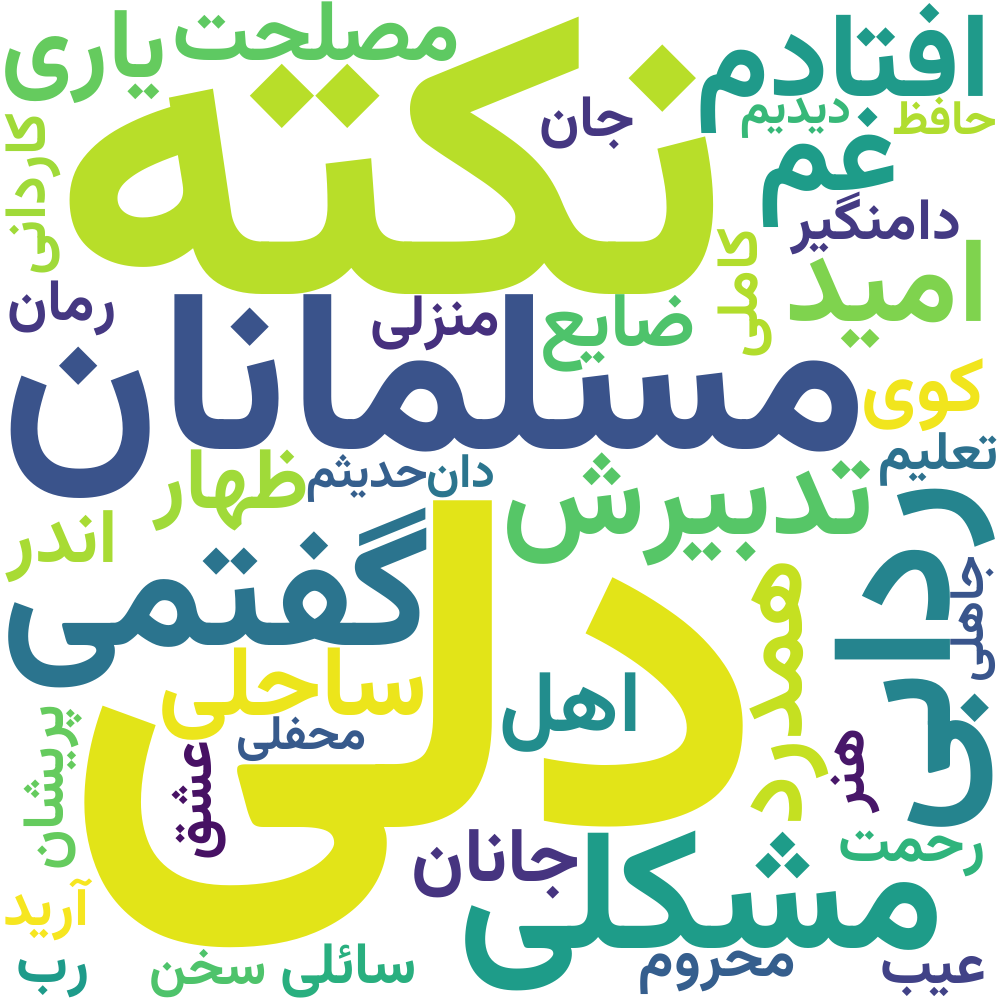 مصلحت
یاری
نکته
افتادم
دیدیم
حافظ
جان
غم
کاردانی
دامنگیر
امید
کاملی
رمان
منزلی
ضایع
مسلمانان
کوی
تعلیم
ظهار
حدیثم
دان
تدبیرش
اندر
گفتمی
دلی
همدرد
ردابی
جاهلی
ساحلی
اهل
محفلی
پریشان
عشق
هنر
جانان
مشکلی
رحمت
آرید
رب
سخن
سائلی
محروم
عیب